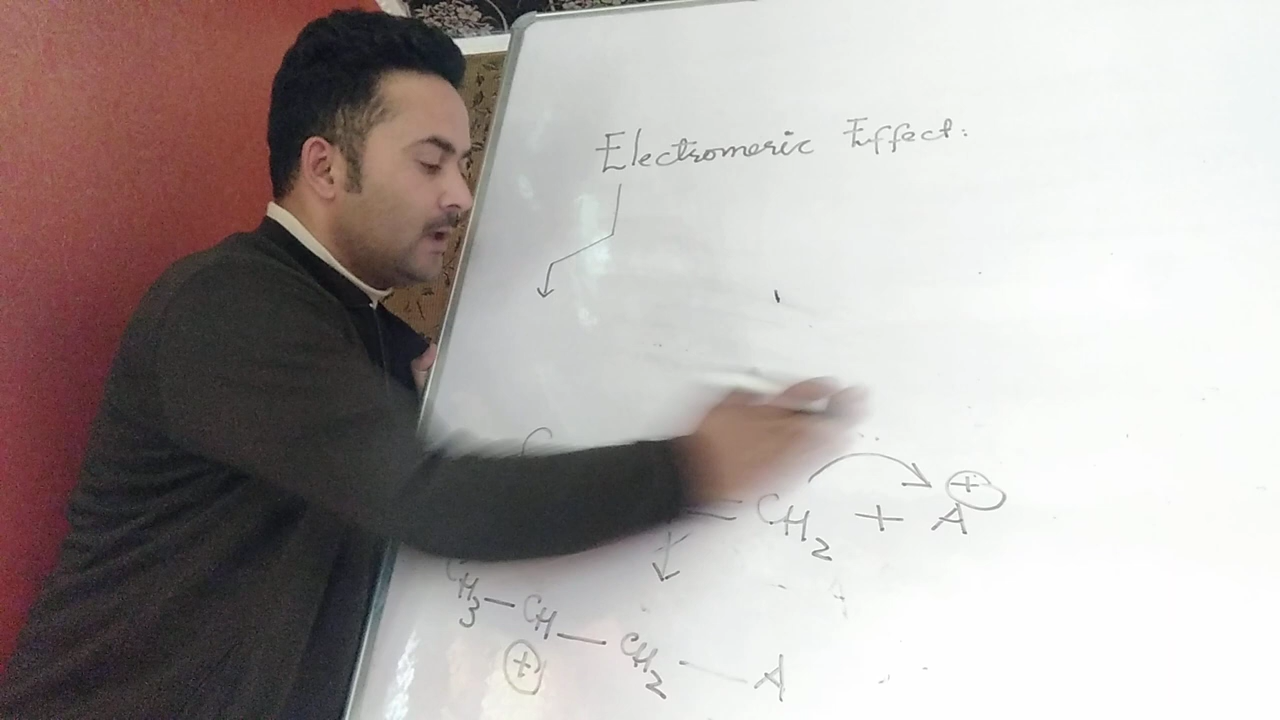 Electromeric Effect:
CH2 + A+
CH3 — CH — CH2 — A
+